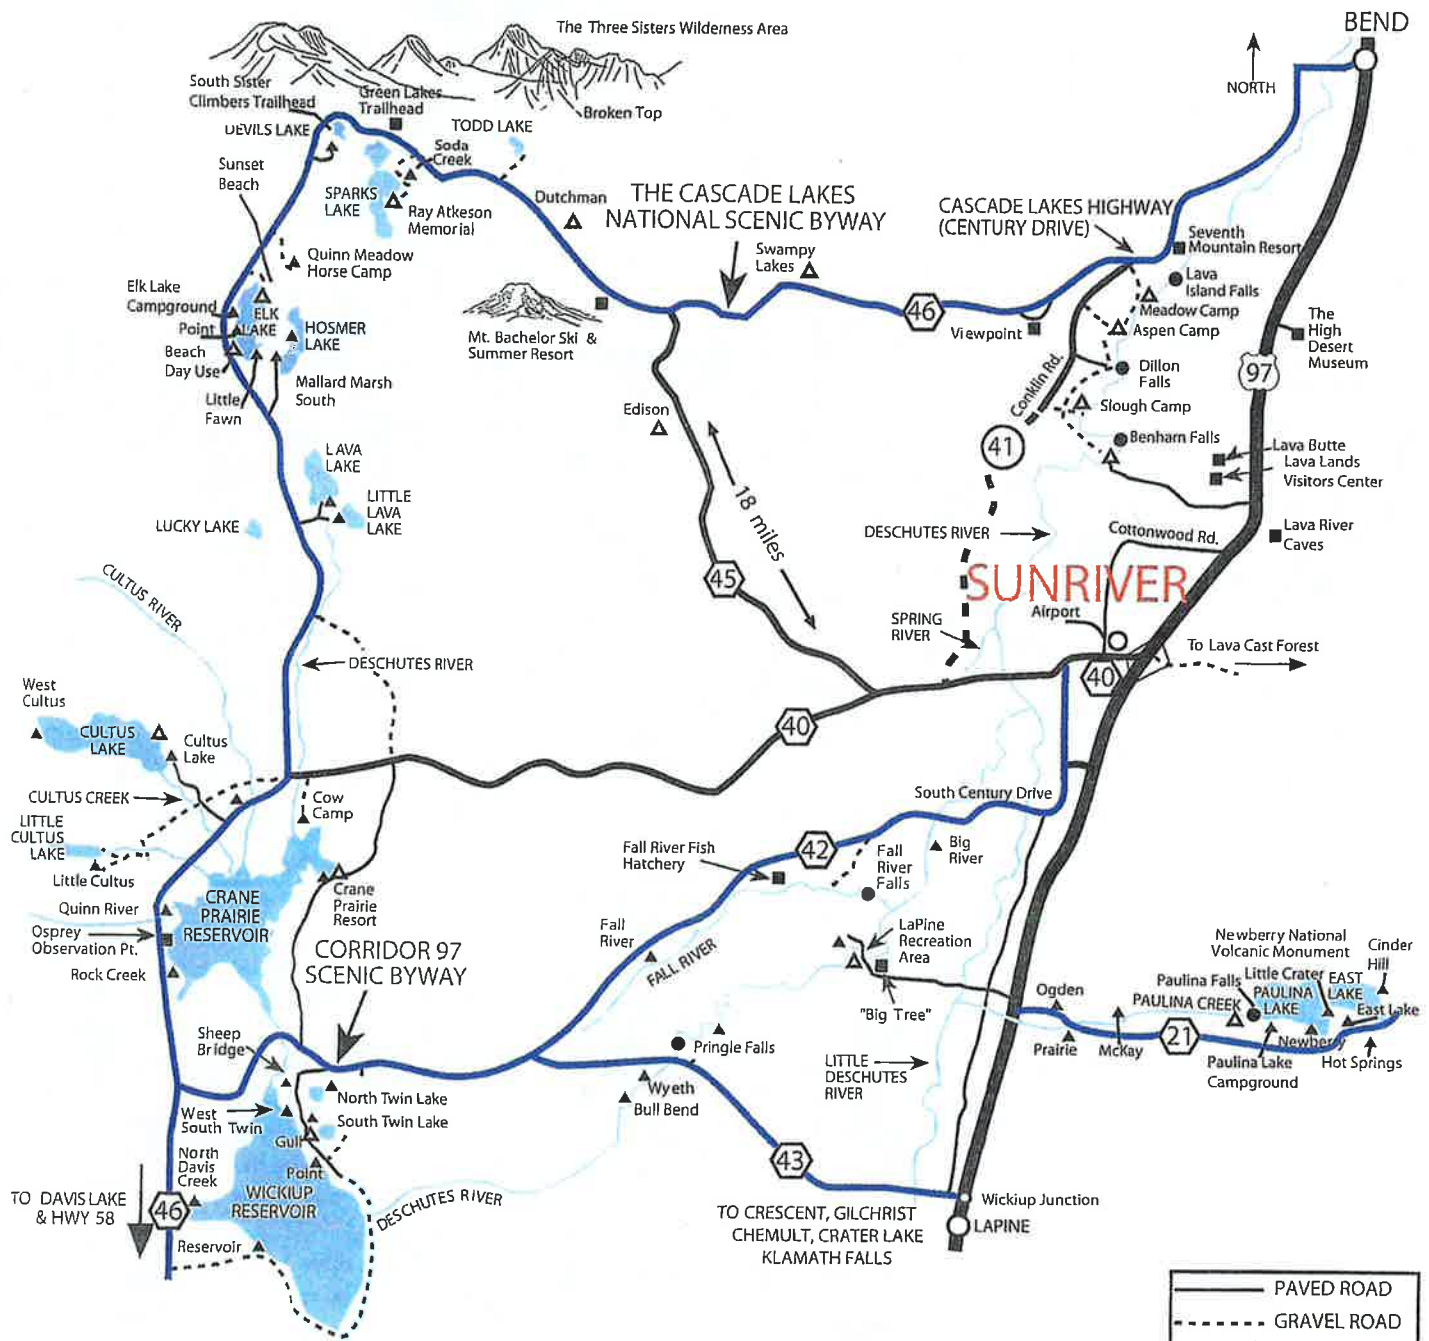 BEND
The Three Sisters Wilderness Area
NORTH
South Sister
Climbers Trailhead
Green Lakes
Trailhead
Broken Top
DEVILS LAKE
TODD LAKE
Soda
Creek
Sunset
Beach
SPARKS
LAKE
Ray Atkeson
Memorial
Dutchman
THE CASCADE LAKES
NATIONAL SCENIC BYWAY
CASCADE LAKES HIGHWAY
(CENTURY DRIVE)
Seventh
Mountain Resort
Swampy
Lakes
Quinn Meadow
Horse Camp
Lava
Island Falls
Elk Lake
Campground
ELK
LAKE
Point
HOSMER
LAKE
Beach
Day Use
Mallard Marsh
South
Little
Fawn
Mt. Bachelor Ski &
Summer Resort
46
Viewpoint
Meadow Camp
Aspen Camp
The
High
Desert
Museum
Conklin Rd.
Dillon
Falls
97
Edison
Slough Camp
41
Benham Falls
Lava Butte
Lava Lands
Visitors Center
LAVA
LAKE
LITTLE
LAVA
LAKE
LUCKY LAKE
18 miles
DESCHUTES RIVER
Cottonwood Rd.
Lava River
Caves
45
SUNRIVER
CULTUS RIVER
SPRING
RIVER
Airport
To Lava Cast Forest
DESCHUTES RIVER
40
West
Cultus
CULTUS
LAKE
Cultus
Lake
40
CULTUS CREEK
Cow
Camp
South Century Drive
LITTLE
CULTUS
LAKE
Little Cultus
42
Fall River Fish
Hatchery
Fall
River
Falls
Big
River
Quinn River
CRANE
PRAIRIE
RESERVOIR
Crane
Prairie
Resort
Osprey
Observation Pt.
Rock Creek
CORRIDOR 97
SCENIC BYWAY
Fall
River
FALL RIVER
LaPine
Recreation
Area
Newberry National
Volcanic Monument
Cinder
Hill
Paulina Falls
Little Crater
EAST
LAKE
PAULINA CREEK
PAULINA
LAKE
East Lake
"Big Tree"
Ogden
Sheep
Bridge
Pringle Falls
Prairie
McKay
21
Newberry
Hot Springs
Paulina Lake
Campground
LITTLE
DESCHUTES
RIVER
Wyeth
Bull Bend
North Twin Lake
West
South Twin
South Twin Lake
Gull
Point
North
Davis
Creek
43
WICKIUP
RESERVOIR
DESCHUTES RIVER
TO DAVIS LAKE
& HWY 58
46
Reservoir
Wickiup Junction
LAPINE
TO CRESCENT, GILCHRIST
CHEMULT, CRATER LAKE
KLAMATH FALLS
PAVED ROAD
GRAVEL ROAD